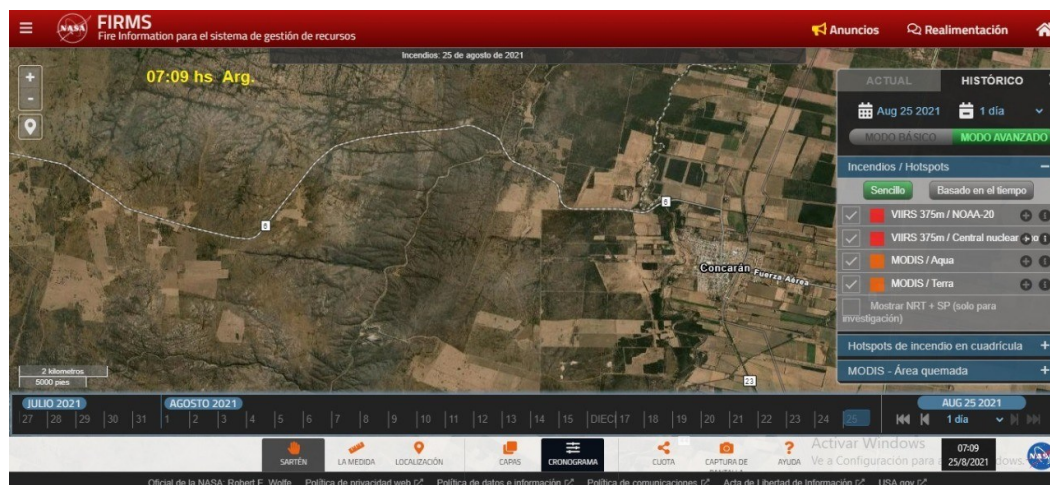 NASA
FIRMS
Fire Information para el sistema de gestión de recursos
Anuncios
Realimentación
Incendios: 25 de agosto de 2021
07:09 hs Arg.
+
-
ACTUAL
HISTÓRICO
Aug 25 2021
1 día
MODO BÁSICO
MODO AVANZADO
Incendios / Hotspots
Sencillo
Basado en el tiempo
VIIRS 375m / NOAA-20
VIIRS 375m / Central nuclear
MODIS / Aqua
MODIS / Terra
Mostrar NRT + SP (solo para
investigación)
Hotspots de incendio en cuadrícula
MODIS - Área quemada
6
6
Concarán
Fuerza Aérea
23
2 kilometros
5000 pies
JULIO 2021
AGOSTO 2021
AUG 25 2021
27 28 29 30 31 1 2 3 4 5 6 7 8 9 10 11 12 13 14 15 DIECI 17 18 19 20 21 22 23 24 25
1 día
SARTÉN
LA MEDIDA
LOCALIZACIÓN
CAPAS
CRONOGRAMA
CUOTA
CAPTURA DE
PANTALLA
AYUDA
Activar Windows
Ve a Configuración para
07:09
25/8/2021
NASA
Oficial de la NASA: Robert E. Wolfe
Política de privacidad web
Política de datos e información
Política de comunicaciones
Acta de Libertad de Información
USA.gov